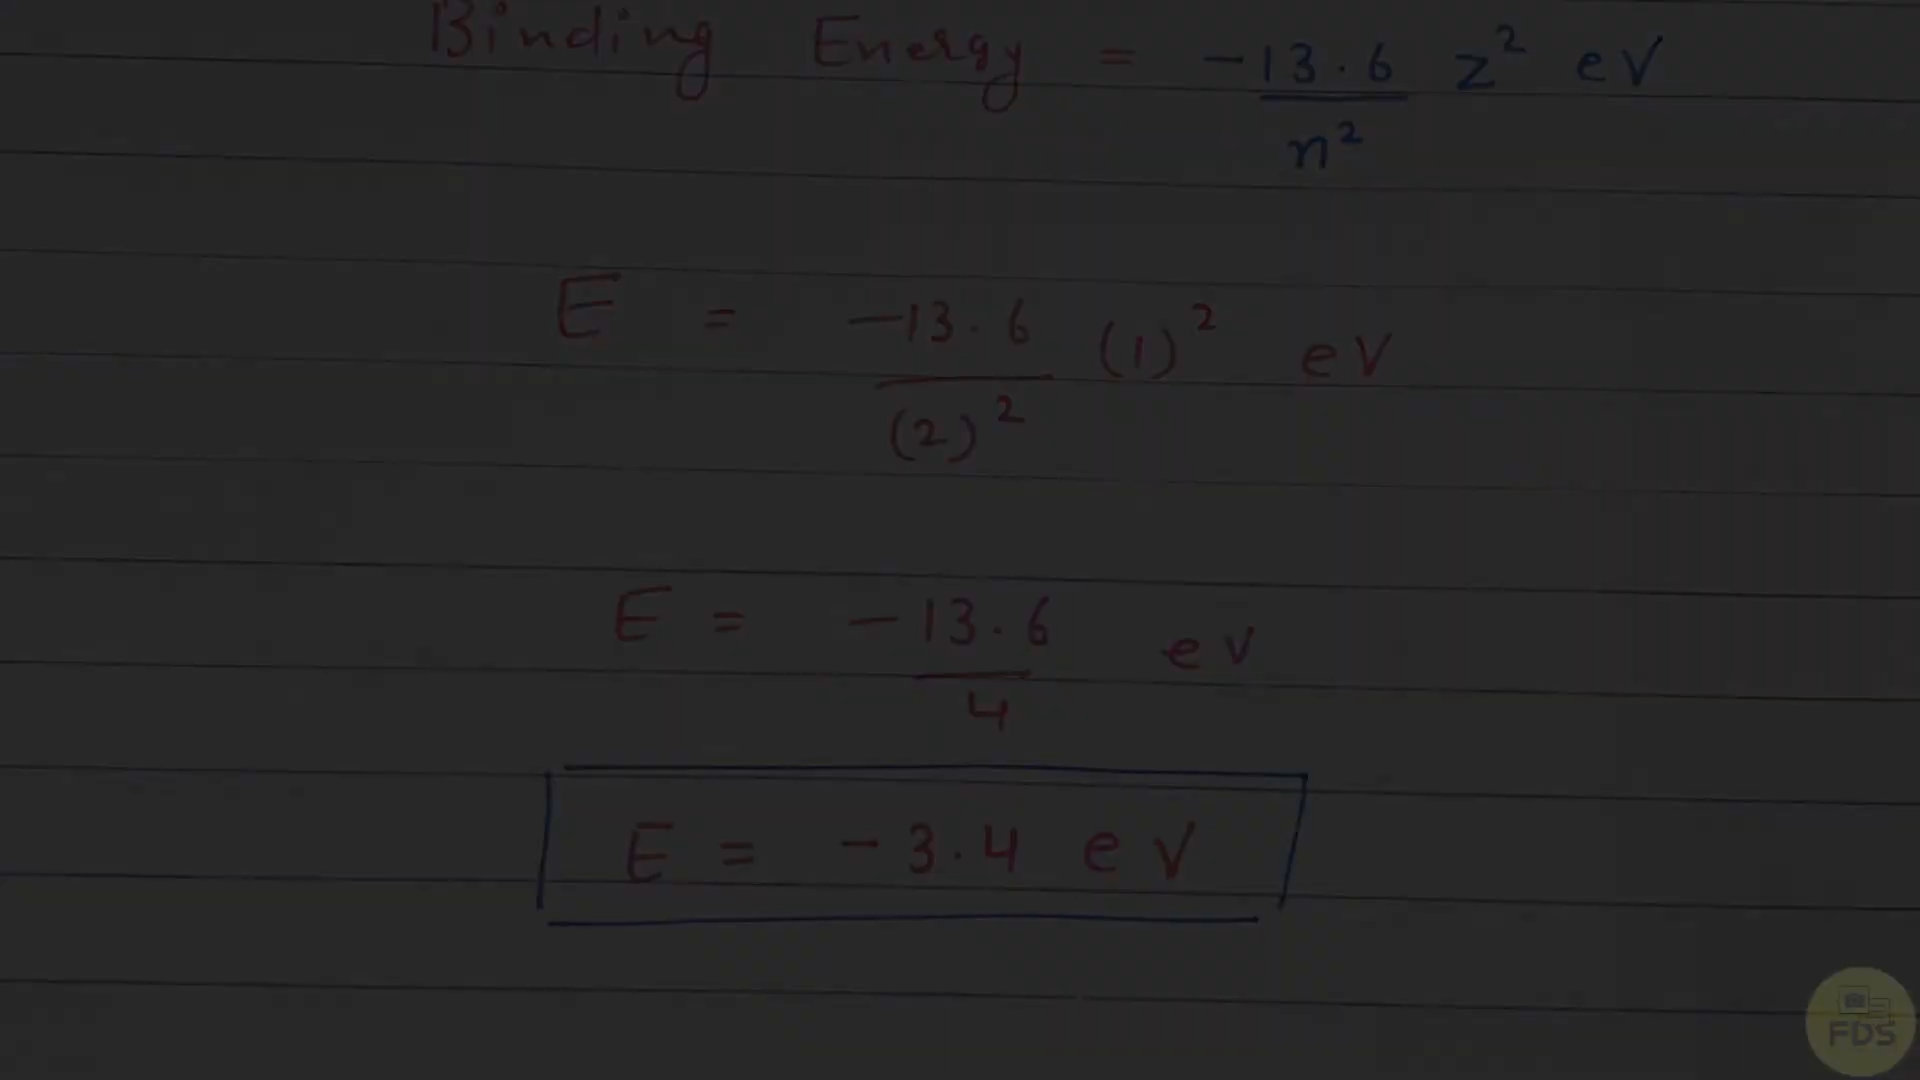 Binding Energy = -13.6/n² z² eV
E = -13.6/(2)² (1)² eV
E = -13.6/4 eV
E = -3.4 eV
FDS